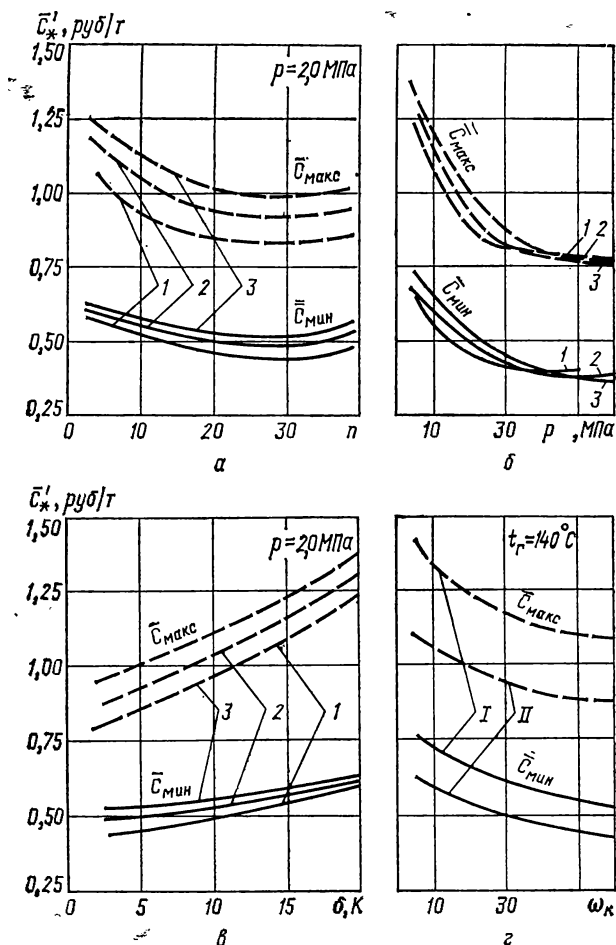 C̄*ˈ, руб/т
1,50
1,25
1,00
0,75
0,50
0,25
p=2,0 МПа
C̄макс
1 2 3
C̄мин
0 10 20 30 n
а
C̄макс
1 2
3
C̄мин
1 2
3
10 30 p , МПа
б
C̄*ˈ, руб/т
1,50
1,25
1,00
0,75
0,50
0,25
p=2,0 МПа
C̄макс
3 2 1
C̄мин
0 5 10 15 б, К
в
tг=140°С
C̄макс
I II
C̄мин
10 30 ωк
г